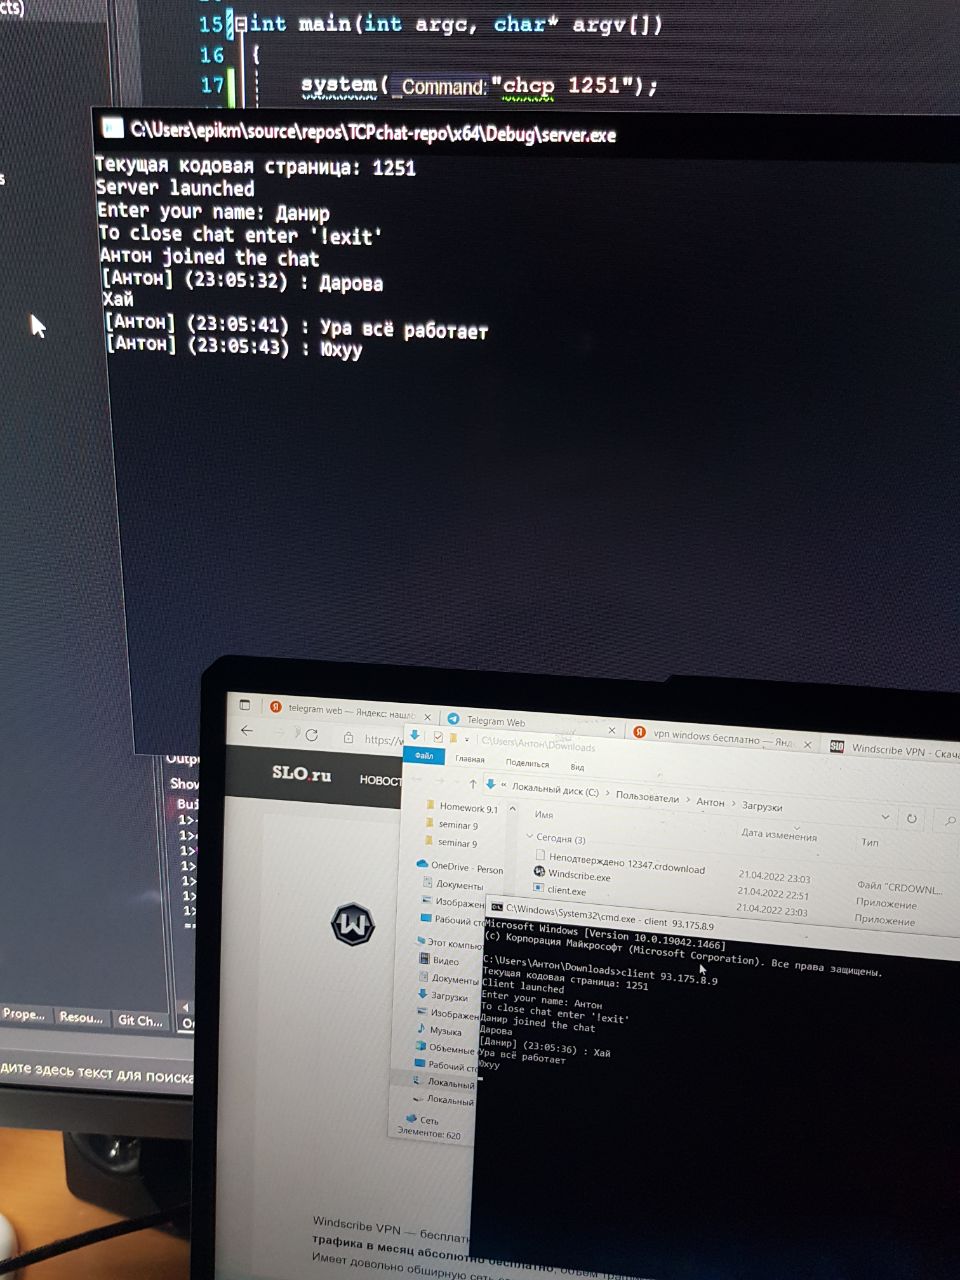 cts)
15 int main(int argc, char* argv[])
16 {
17 system(_Command:"chcp 1251");
C:\Users\epikm\source\repos\TCPchat-repo\x64\Debug\server.exe
Текущая кодовая страница: 1251
Server launched
Enter your name: Данир
To close chat enter '!exit'
Антон joined the chat
[Антон] (23:05:32) : Дарова
Хай
[Антон] (23:05:41) : Ура всё работает
[Антон] (23:05:43) : Юхуу
s
Outpu
Show
Bui
1>
1>
1>
1>
1>
1>
1>
Prope... Resou... Git Ch... Ou
дите здесь текст для поиска
telegram web — Яндекс: нашло
Telegram Web
vpn windows бесплатно — Янд
SLO Windscribe VPN - Скача
https://w
SLO.ru НОВОСТ
C:\Users\Антон\Downloads
Файл Главная Поделиться Вид
« Локальный диск (C:) > Пользователи > Антон > Загрузки
Имя Дата изменения Тип
Сегодня (3)
Неподтверждено 12347.crdownload 21.04.2022 23:03 Файл "CRDOWNL...
Windscribe.exe 21.04.2022 22:51 Приложение
client.exe 21.04.2022 23:03 Приложение
Homework 9.1
seminar 9
seminar 9
OneDrive - Person
Документы
Изображен
Рабочий сто
Этот компью
Видео
Документы
Загрузки
Изображен
Музыка
Объемные
Рабочий сто
Локальный
Локальный
Сеть
Элементов: 620
C:\Windows\System32\cmd.exe - client 93.175.8.9
Microsoft Windows [Version 10.0.19042.1466]
(c) Корпорация Майкрософт (Microsoft Corporation). Все права защищены.
C:\Users\Антон\Downloads>client 93.175.8.9
Текущая кодовая страница: 1251
Client launched
Enter your name: Антон
To close chat enter '!exit'
Данир joined the chat
Дарова
[Данир] (23:05:36) : Хай
Ура всё работает
Юхуу
W
Windscribe VPN — бесплатн
трафика в месяц абсолютно бесплатно
Имеет довольно обширную сеть